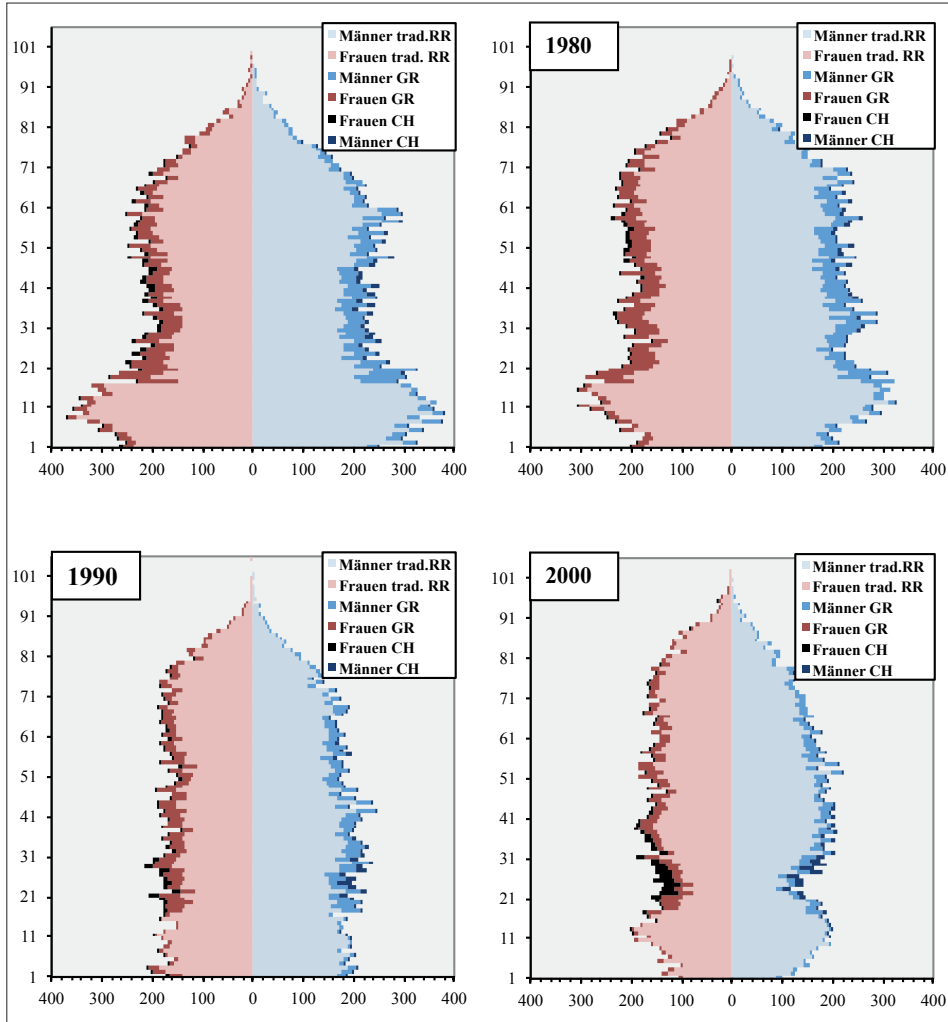 Männer trad.RR
Frauen trad. RR
Männer GR
Frauen GR
Frauen CH
Männer CH
101
91
81
71
61
51
41
31
21
11
1
400 300 200 100 0 100 200 300 400
1980
Männer trad.RR
Frauen trad. RR
Männer GR
Frauen GR
Frauen CH
Männer CH
101
91
81
71
61
51
41
31
21
11
1
400 300 200 100 0 100 200 300 400
1990
Männer trad.RR
Frauen trad. RR
Männer GR
Frauen GR
Frauen CH
Männer CH
101
91
81
71
61
51
41
31
21
11
1
400 300 200 100 0 100 200 300 400
2000
Männer trad.RR
Frauen trad. RR
Männer GR
Frauen GR
Frauen CH
Männer CH
101
91
81
71
61
51
41
31
21
11
1
400 300 200 100 0 100 200 300 400